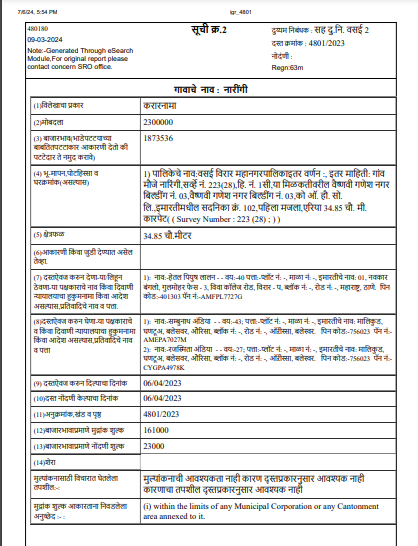 7/6/24, 5:54 PM igr_4801
480180
09-03-2024
Note:-Generated Through eSearch
Module,For original report please
contact concern SRO office.
सूची क्र.2
दुय्यम निबंधक : सह दु.नि. वसई 2
दस्त क्रमांक : 4801/2023
नोदंणी :
Regn:63m
गावाचे नाव : नारींगी
(1)विलेखाचा प्रकार करारनामा
(2)मोबदला 2300000
(3) बाजारभाव(भाडेपटटयाच्या
बाबतितपटटाकार आकारणी देतो की
पटटेदार ते नमुद करावे)
1873536
(4) भू-मापन,पोटहिस्सा व
घरक्रमांक(असल्यास)
1) पालिकेचे नाव:वसई विरार महानगरपालिकाइतर वर्णन :, इतर माहिती: गांव
मौजे नारिंगी,सर्व्हे नं. 223(28),हि. नं. 1सी,या मिळकतीवरील वैष्णवी गणेश नगर
बिल्डींग नं. 03,वैष्णवी गणेश नगर बिल्डींग नं. 03,को ऑ. ही. सो.
लि.,इमारतीमधील सदनिका क्रं. 102,पहिला मजला,एरिया 34.85 चौ. मी.
कारपेट( ( Survey Number : 223 (28) ; ) )
(5) क्षेत्रफळ 34.85 चौ.मीटर
(6)आकारणी किंवा जुडी देण्यात असेल
तेव्हा.
(7) दस्तऐवज करुन देणा-या/लिहून
ठेवणा-या पक्षकाराचे नाव किंवा दिवाणी
न्यायालयाचा हुकुमनामा किंवा आदेश
असल्यास,प्रतिवादिचे नाव व पत्ता.
1): नाव:-हेतल पियुष लालन - - वय:-40 पत्ता:-प्लॉट नं: -, माळा नं: -, इमारतीचे नाव: 01, नवकार
बंगलो, गुलमोहर फेस - 3, विवा कॉलेज रोड, विरार - प, ब्लॉक नं: -, रोड नं: -, महाराष्ट्र, ठाणे. पिन
कोड:-401303 पॅन नं:-AMFPL7727G
(8)दस्तऐवज करुन घेणा-या पक्षकाराचे
व किंवा दिवाणी न्यायालयाचा हुकुमनामा
किंवा आदेश असल्यास,प्रतिवादिचे नाव
व पत्ता
1): नाव:-सम्बुनाथ अंडिया - - वय:-43; पत्ता:-प्लॉट नं: -, माळा नं: -, इमारतीचे नाव: मालिकुड,
घणटूअ, बलेसवर, औरिसा, ब्लॉक नं: -, रोड नं: -, ऑरीस्सा, बलेस्वर. पिन कोड:-756023 पॅन नं:-
AMEPA7027M
2): नाव:-रजस्मिता अंडिया - - वय:-27; पत्ता:-प्लॉट नं: -, माळा नं: -, इमारतीचे नाव: मालिकुड,
घणटूअ, बलेसवर, औरिसा, ब्लॉक नं: -, रोड नं: -, ऑरीस्सा, बलेस्वर. पिन कोड:-756023 पॅन नं:-
CYGPA4978K
(9) दस्तऐवज करुन दिल्याचा दिनांक 06/04/2023
(10)दस्त नोंदणी केल्याचा दिनांक 06/04/2023
(11)अनुक्रमांक,खंड व पृष्ठ 4801/2023
(12)बाजारभावाप्रमाणे मुद्रांक शुल्क 161000
(13)बाजारभावाप्रमाणे नोंदणी शुल्क 23000
(14)शेरा
मुल्यांकनासाठी विचारात घेतलेला
तपशील:-:
मुल्यांकनाची आवश्यकता नाही कारण दस्तप्रकारनुसार आवश्यक नाही
कारणाचा तपशील दस्तप्रकारनुसार आवश्यक नाही
मुद्रांक शुल्क आकारताना निवडलेला
अनुच्छेद :- :
(i) within the limits of any Municipal Corporation or any Cantonment
area annexed to it.